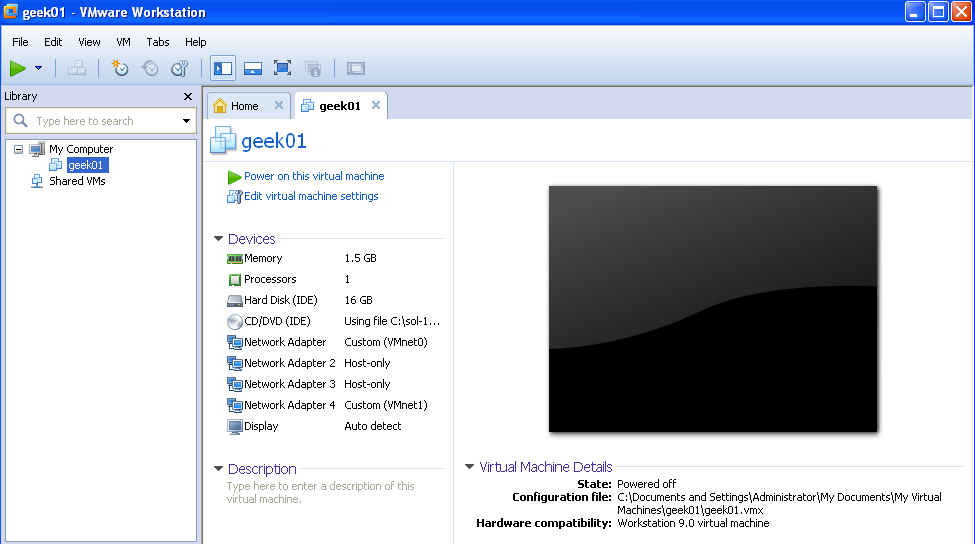 geek01 - VMware Workstation
File Edit View VM Tabs Help
Library
Type here to search
My Computer
geek01
Shared VMs
Home
geek01
geek01
Power on this virtual machine
Edit virtual machine settings
Devices
Memory 1.5 GB
Processors 1
Hard Disk (IDE) 16 GB
CD/DVD (IDE) Using file C:\sol-1...
Network Adapter Custom (VMnet0)
Network Adapter 2 Host-only
Network Adapter 3 Host-only
Network Adapter 4 Custom (VMnet1)
Display Auto detect
Description
Type here to enter a description of this
virtual machine.
Virtual Machine Details
State: Powered off
Configuration file: C:\Documents and Settings\Administrator\My Documents\My Virtual
Machines\geek01\geek01.vmx
Hardware compatibility: Workstation 9.0 virtual machine